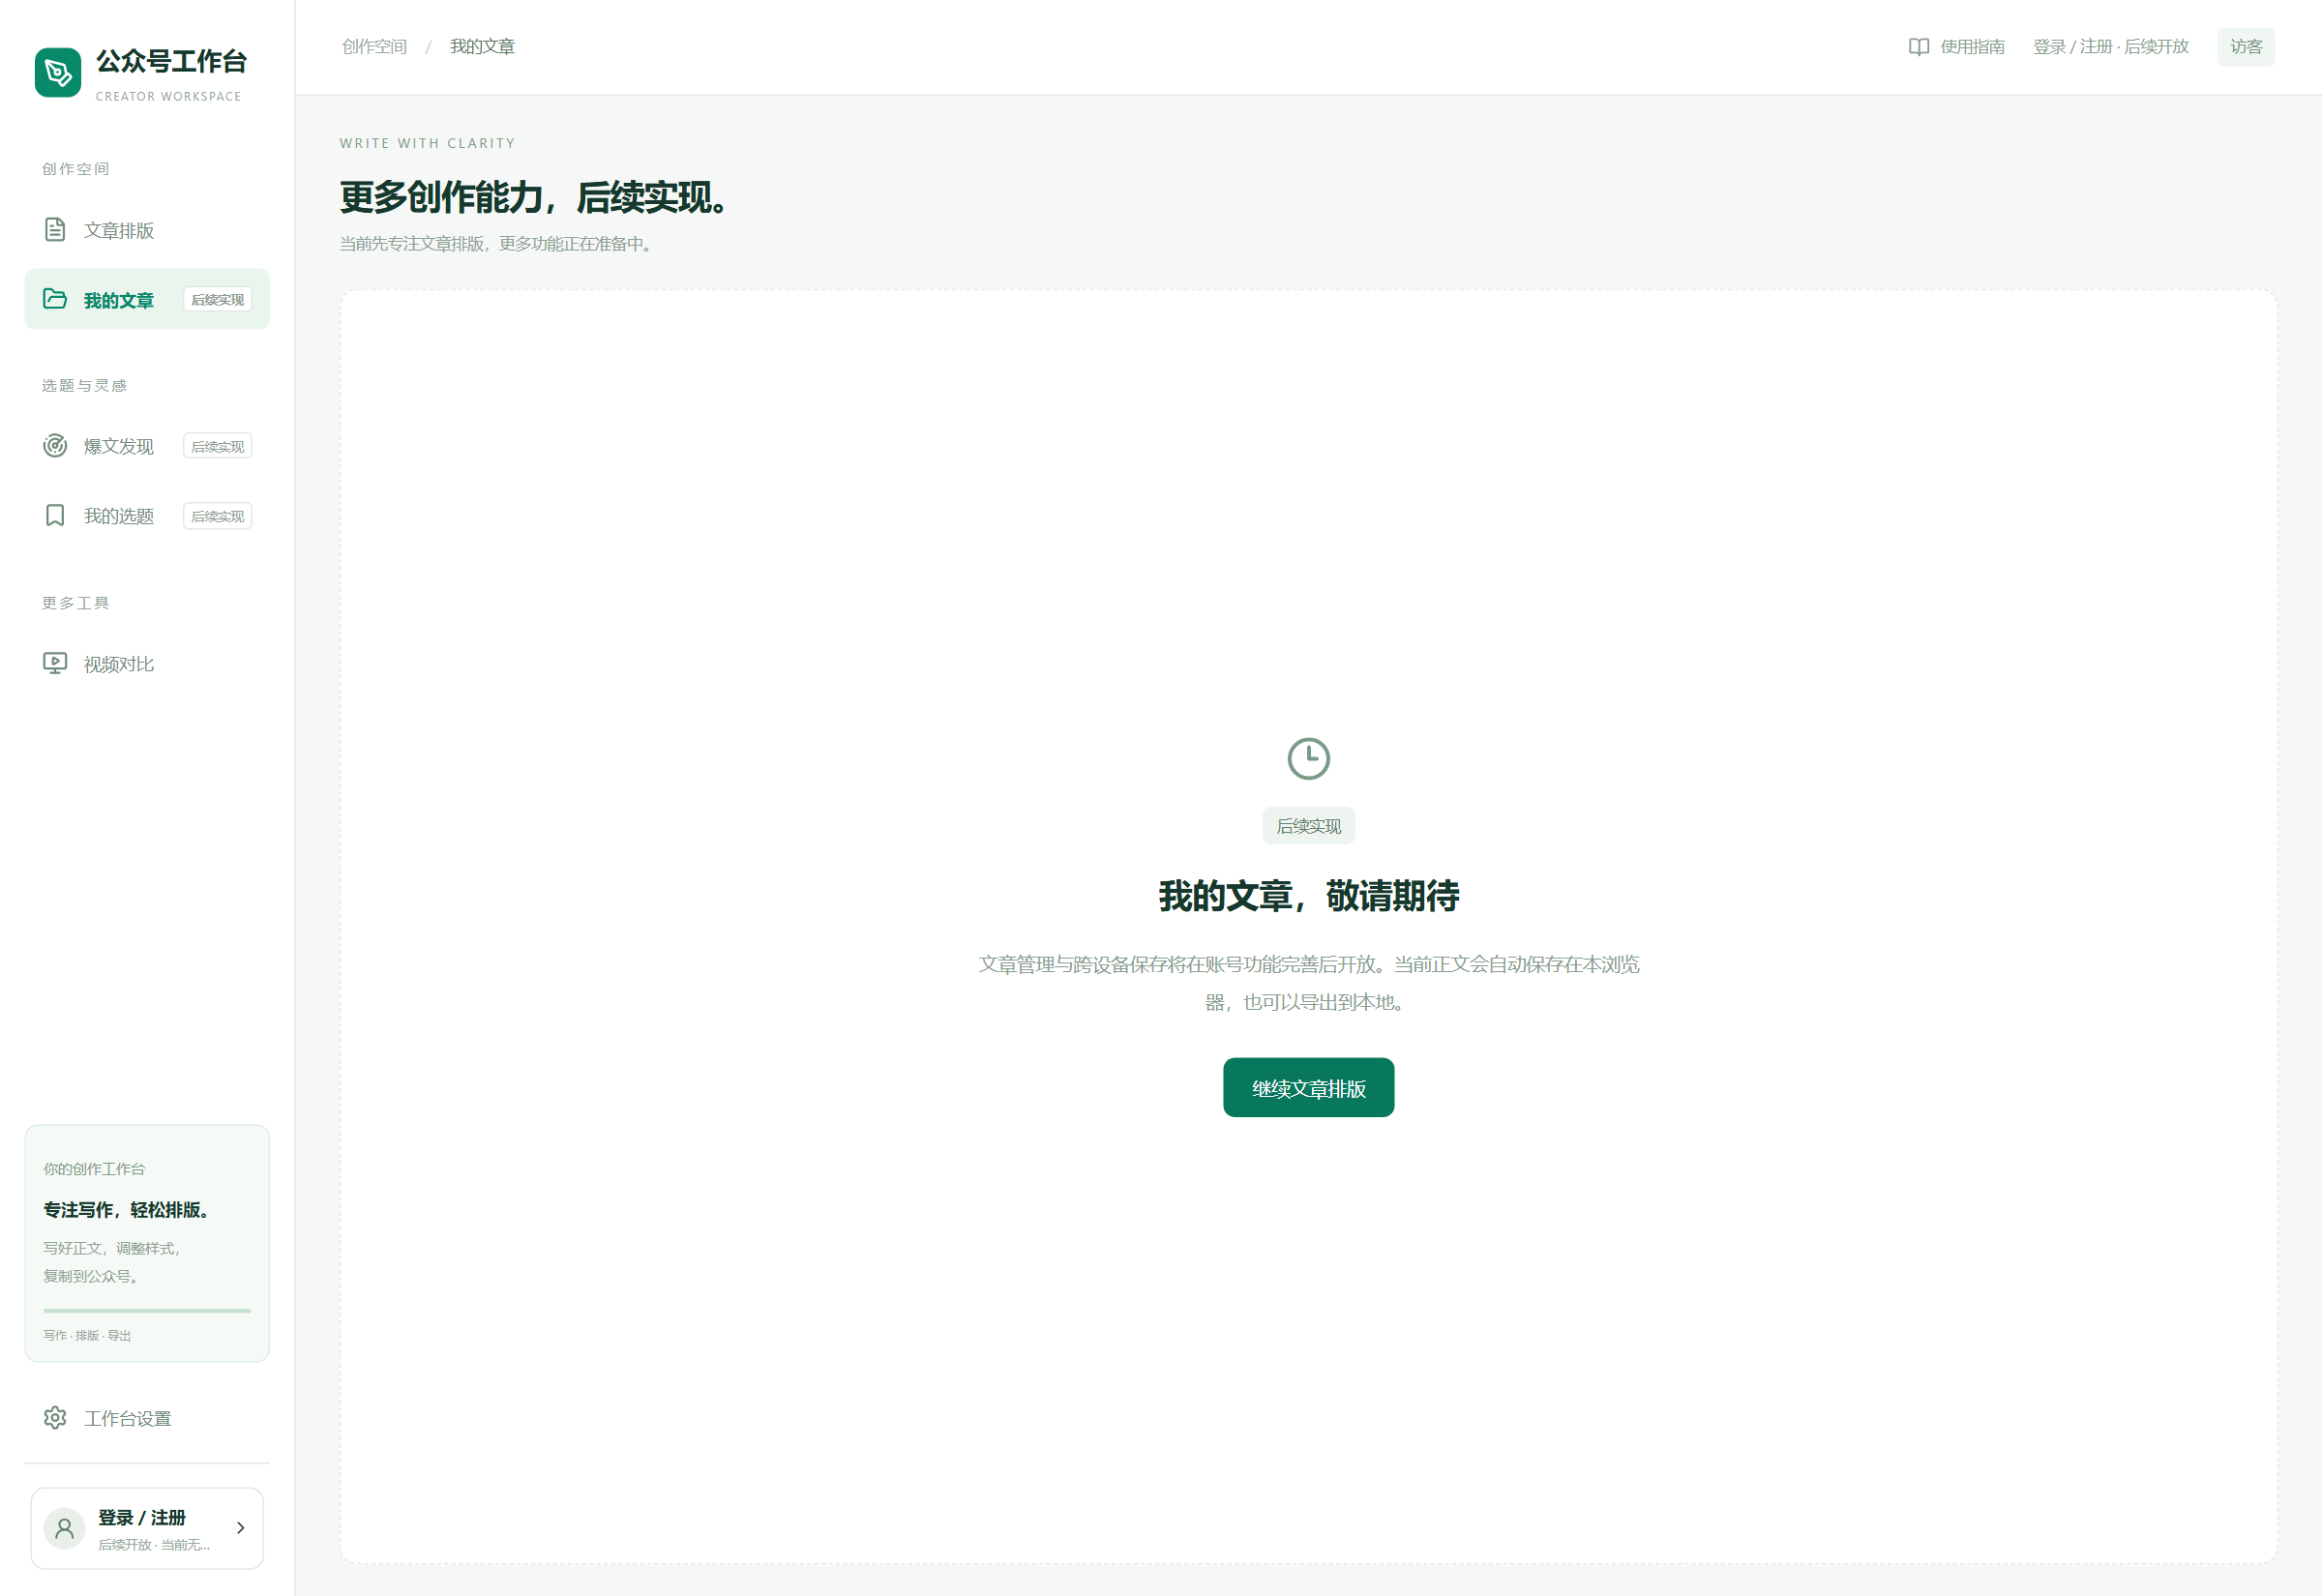 公众号工作台
CREATOR WORKSPACE
创作空间
文章排版
我的文章 后续实现
选题与灵感
爆文发现 后续实现
我的选题 后续实现
更多工具
视频对比
你的创作工作台
专注写作，轻松排版。
写好正文，调整样式，
复制到公众号。
写作 · 排版 · 导出
工作台设置
登录 / 注册
后续开放 · 当前无...
创作空间 / 我的文章
使用指南 登录 / 注册 · 后续开放 访客
WRITE WITH CLARITY
更多创作能力，后续实现。
当前先专注文章排版，更多功能正在准备中。
后续实现
我的文章，敬请期待
文章管理与跨设备保存将在账号功能完善后开放。当前正文会自动保存在本浏览
器，也可以导出到本地。
继续文章排版